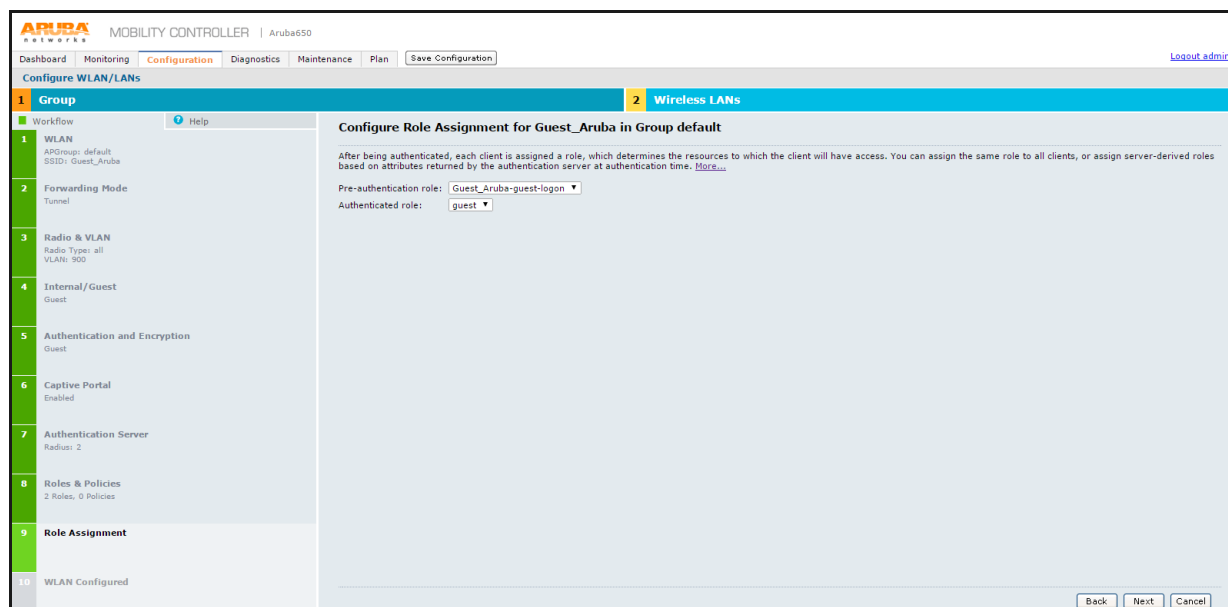 ARUBA
networks
MOBILITY CONTROLLER | Aruba650
Dashboard Monitoring Configuration Diagnostics Maintenance Plan Save Configuration Logout admin
Configure WLAN/LANs
1 Group 2 Wireless LANs
Workflow ? Help
1 WLAN
APGroup: default
SSID: Guest_Aruba
2 Forwarding Mode
Tunnel
3 Radio & VLAN
Radio Type: all
VLAN: 900
4 Internal/Guest
Guest
5 Authentication and Encryption
Guest
6 Captive Portal
Enabled
7 Authentication Server
Radius: 2
8 Roles & Policies
2 Roles, 0 Policies
9 Role Assignment
10 WLAN Configured
Configure Role Assignment for Guest_Aruba in Group default
After being authenticated, each client is assigned a role, which determines the resources to which the client will have access. You can assign the same role to all clients, or assign server-derived roles
based on attributes returned by the authentication server at authentication time. More...
Pre-authentication role: Guest_Aruba-guest-logon
Authenticated role: guest
Back Next Cancel